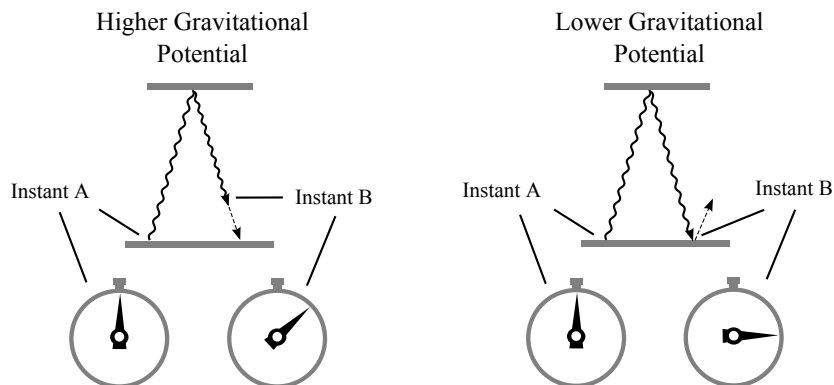 Higher Gravitational
Potential
Instant A
Instant B
Lower Gravitational
Potential
Instant A
Instant B